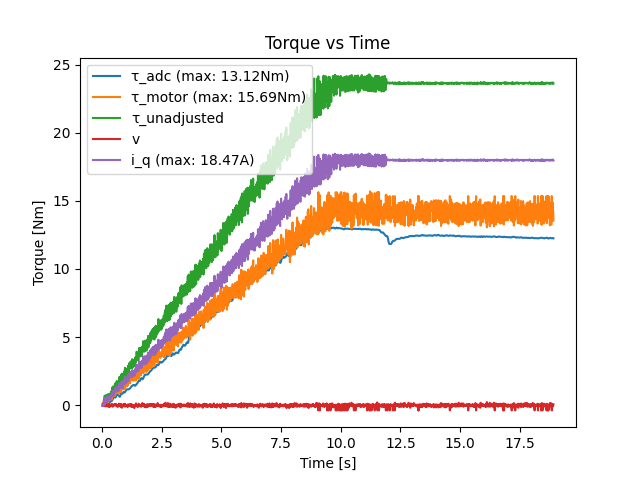 Torque vs Time
τ_adc (max: 13.12Nm)
τ_motor (max: 15.69Nm)
τ_unadjusted
v
i_q (max: 18.47A)
Torque [Nm]
25
20
15
10
5
0
0.0 2.5 5.0 7.5 10.0 12.5 15.0 17.5
Time [s]